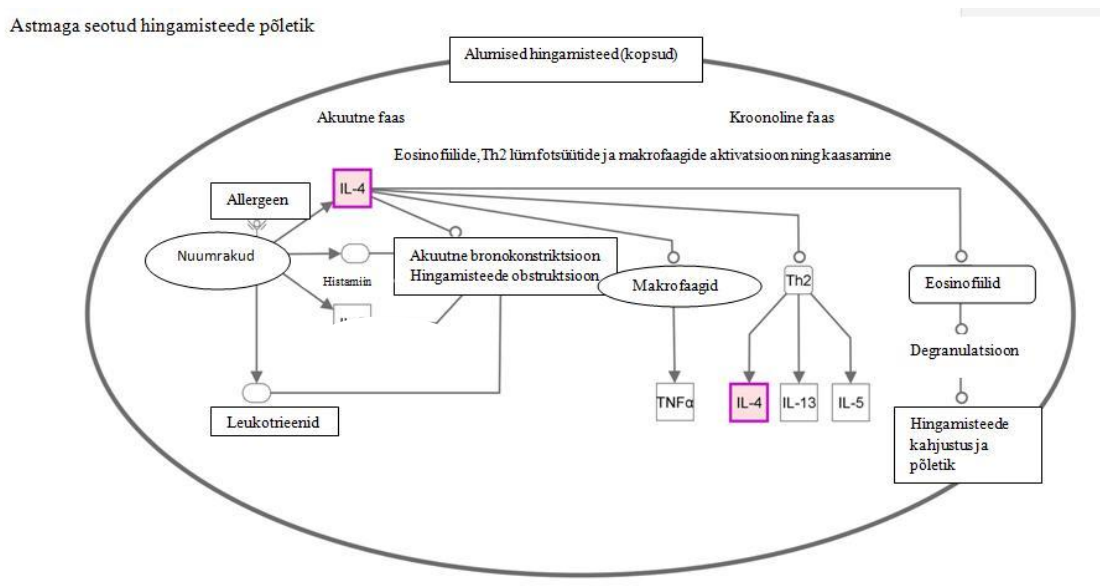 Astmaga seotud hingamisteede põletik
Alumised hingamisteed (kopsud)
Akuutne faas
Kroonoline faas
Eosinofiilide, Th2 lümfotsüütide ja makrofaagide aktivatsioon ning kaasamine
IL-4
Allergeen
Nuumrakud
Histamiin
Akuutne bronokonstriktsioon
Hingamisteede obstruktsioon
Makrofaagid
Th2
Eosinofiilid
Degranulatsioon
TNFα
IL-4
IL-13
IL-5
Leukotrieenid
Hingamisteede
kahjustus ja
põletik